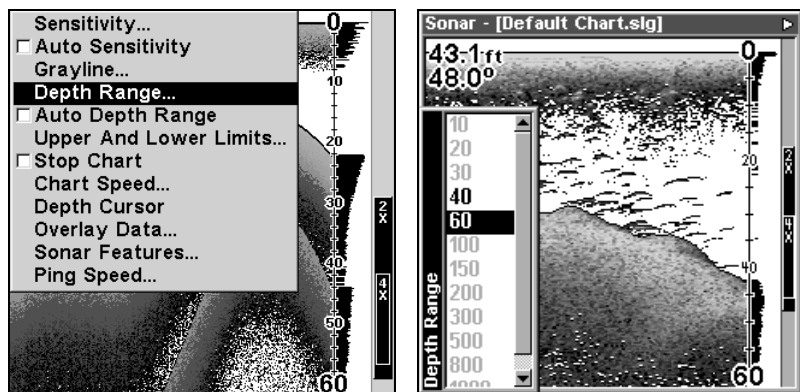 Sensitivity...
Auto Sensitivity
Grayline...
Depth Range...
Auto Depth Range
Upper And Lower Limits...
Stop Chart
Chart Speed...
Depth Cursor
Overlay Data...
Sonar Features...
Ping Speed...
0
10
20
30
40
50
60
2X
4X
Sonar - [Default Chart.slg]
43.1 ft
48.0°
Depth Range
10
20
30
40
60
100
150
200
300
500
800
0
20
40
60
2X
4X